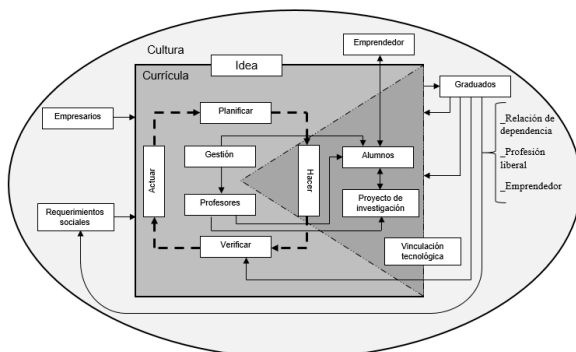 Cultura
Emprendedor
Idea
Currícula
Graduados
Empresarios
Planificar
_Relación de
dependencia
_Profesión
liberal
_Emprendedor
Gestión
Alumnos
Actuar
Hacer
Profesores
Proyecto de
investigación
Requerimientos
sociales
Verificar
Vinculación
tecnológica